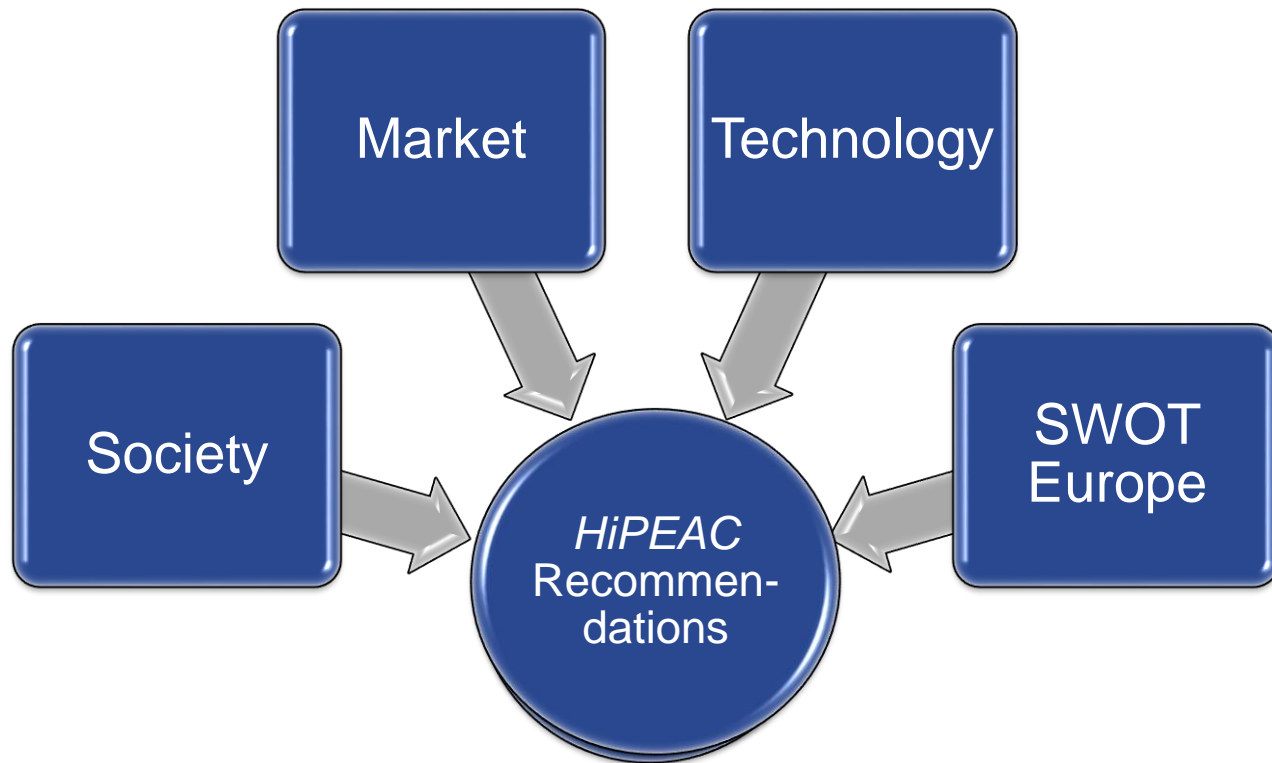 Market
Technology
Society
SWOT
Europe
HiPEAC
Recommen-
dations